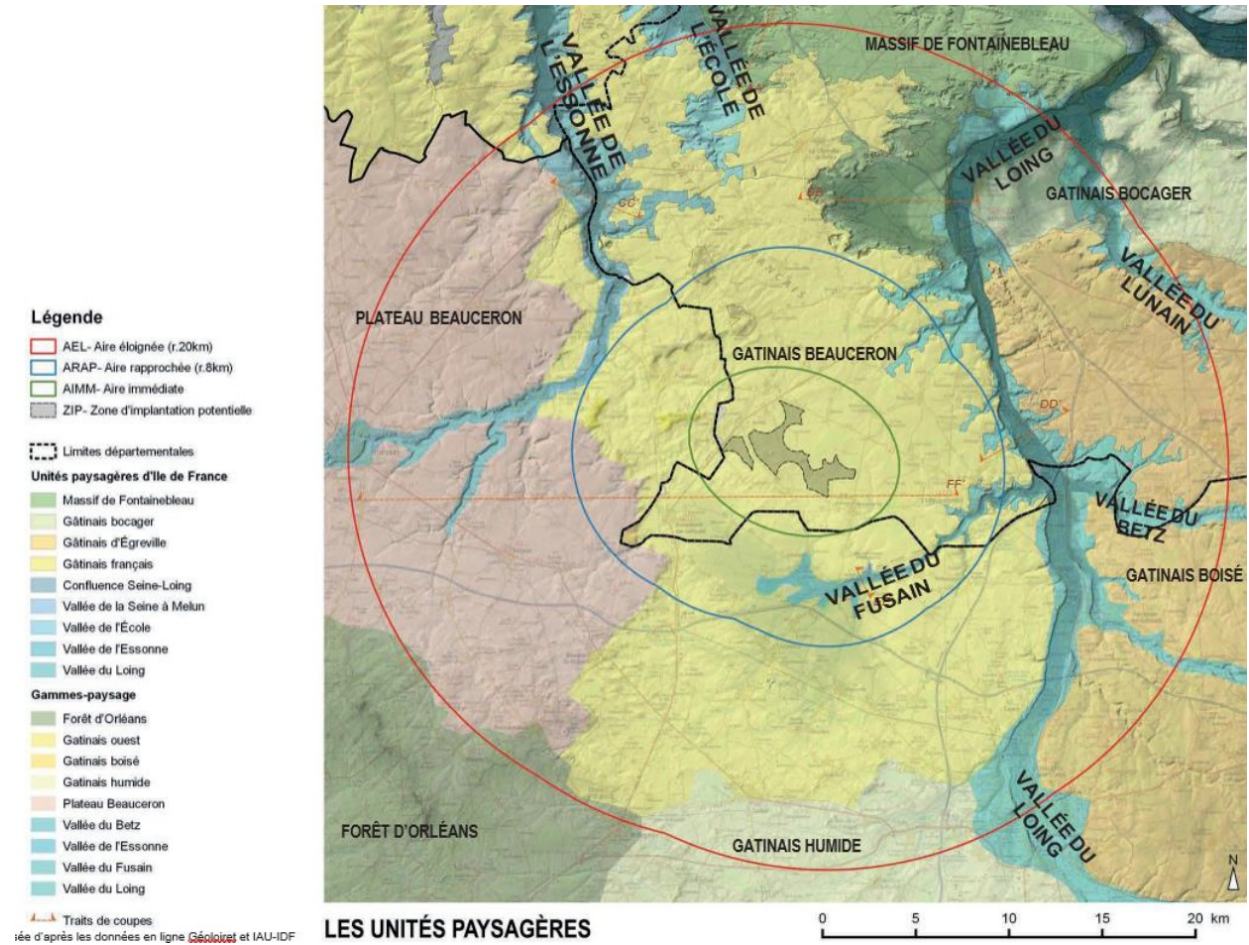 Légende
AEL- Aire éloignée (r.20km)
ARAP- Aire rapprochée (r.8km)
AIMM- Aire immédiate
ZIP- Zone d'implantation potentielle
Limites départementales
Unités paysagères d'Ile de France
Massif de Fontainebleau
Gâtinais bocager
Gâtinais d'Égreville
Gâtinais français
Confluence Seine-Loing
Vallée de la Seine à Melun
Vallée de l'École
Vallée de l'Essonne
Vallée du Loing
Gammes-paysage
Forêt d'Orléans
Gatinais ouest
Gatinais boisé
Gatinais humide
Plateau Beauceron
Vallée du Betz
Vallée de l'Essonne
Vallée du Fusain
Vallée du Loing
Traits de coupes
sée d'après les données en ligne Géoloiret et IAU-IDF
VALLÉE DE
L'ESSONNE
VALLÉE DE
L'ÉCOLE
MASSIF DE FONTAINEBLEAU
VALLÉE DU
LOING
GATINAIS BOCAGER
CC'
VALLÉE DU
LUNAIN
PLATEAU BEAUCERON
GATINAIS BEAUCERON
DD'
FF'
VALLÉE DU
BETZ
VALLÉE DU
FUSAIN
GATINAIS BOISÉ
FORÊT D'ORLÉANS
GATINAIS HUMIDE
VALLÉE DU
LOING
N
LES UNITÉS PAYSAGÈRES
0 5 10 15 20 km